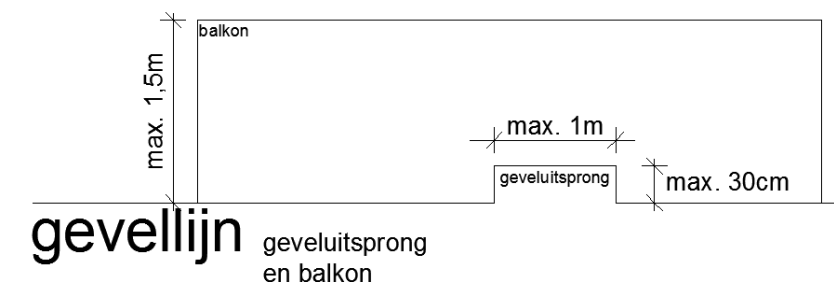 balkon
max. 1,5m
max. 1m
geveluitsprong
max. 30cm
gevellijn
geveluitsprong
en balkon